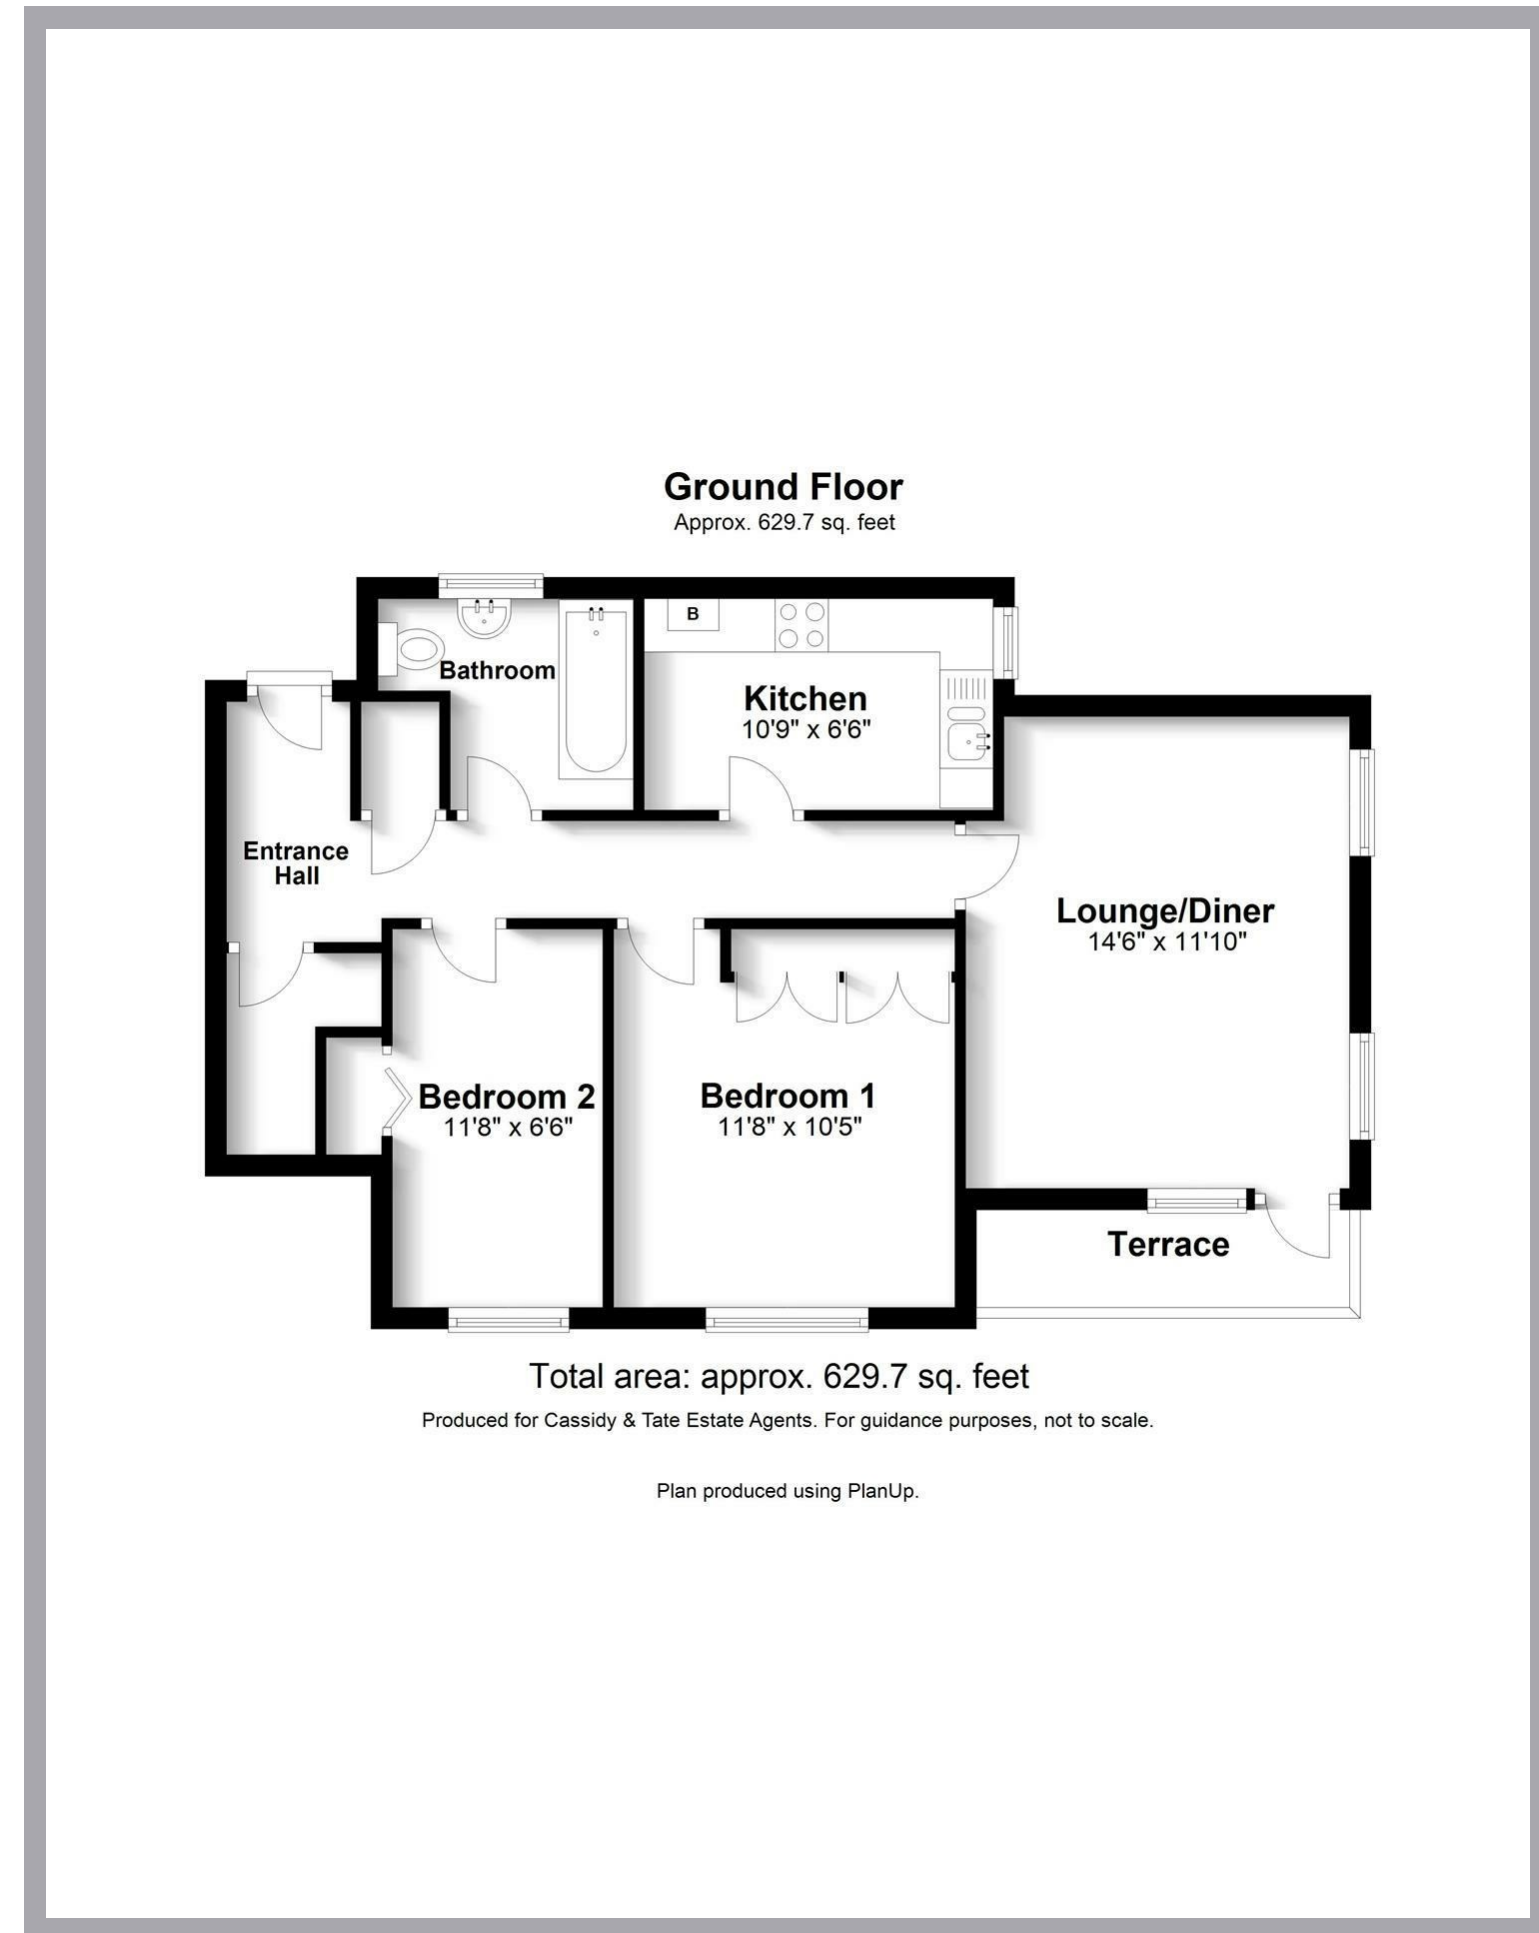 Ground Floor
Approx. 629.7 sq. feet
B
Bathroom
Kitchen
10'9" x 6'6"
Entrance
Hall
Lounge/Diner
14'6" x 11'10"
Bedroom 2
11'8" x 6'6"
Bedroom 1
11'8" x 10'5"
Terrace
Total area: approx. 629.7 sq. feet
Produced for Cassidy & Tate Estate Agents. For guidance purposes, not to scale.
Plan produced using PlanUp.